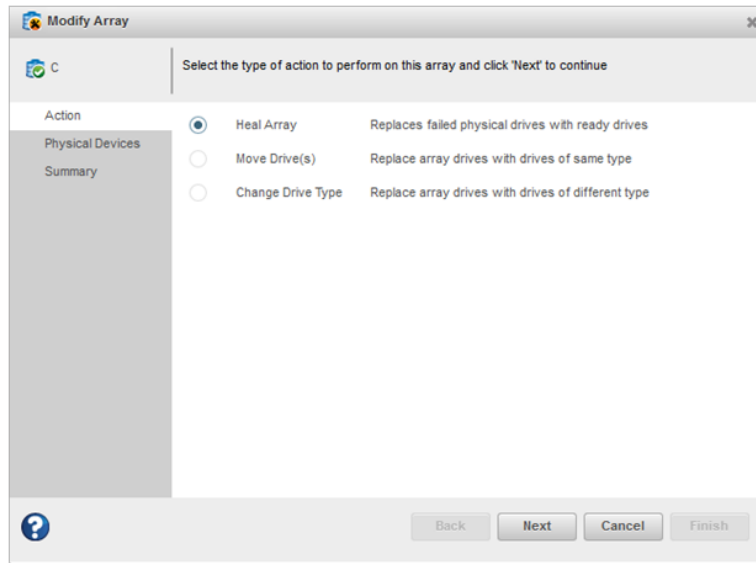 Modify Array
C
Select the type of action to perform on this array and click 'Next' to continue
Action
Physical Devices
Summary
Heal Array Replaces failed physical drives with ready drives
Move Drive(s) Replace array drives with drives of same type
Change Drive Type Replace array drives with drives of different type
?
Back Next Cancel Finish